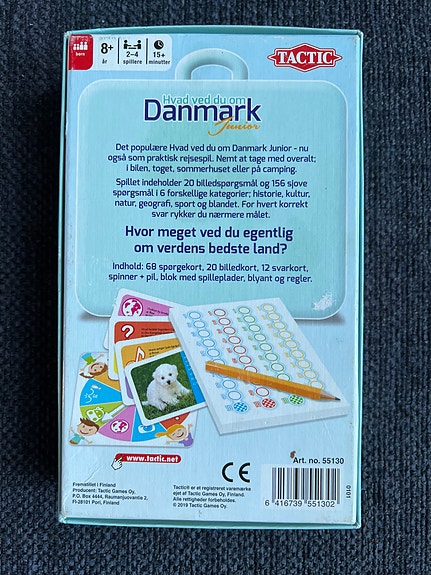 børn
8+
år
2–4
spillere
15+
minutter
TACTIC®
Hvad ved du om
Danmark
Junior
Det populære Hvad ved du om Danmark Junior - nu
også som praktisk rejsespil. Nemt at tage med overalt;
i bilen, toget, sommerhuset eller på camping.
Spillet indeholder 20 billedspørgsmål og 156 sjove
spørgsmål i 6 forskellige kategorier; historie, kultur,
natur, geografi, sport og blandet. For hvert korrekt
svar rykker du nærmere målet.
Hvor meget ved du egentlig
om verdens bedste land?
Indhold: 68 spørgekort, 20 billedkort, 12 svarkort,
spinner + pil, blok med spilleplader, blyant og regler.
www.tactic.net
Fremstillet i Finland
Producent: Tactic Games Oy,
P.O. Box 4444, Raumanjuovantie 2,
FI-28101 Pori, Finland
Tactic® er et registreret varemærke
ejet af Tactic Games Oy, Finland.
Alle rettigheder forbeholdes.
© 2019 Tactic Games Oy.
CE
Art. no. 55130
6 416739 551302
0101